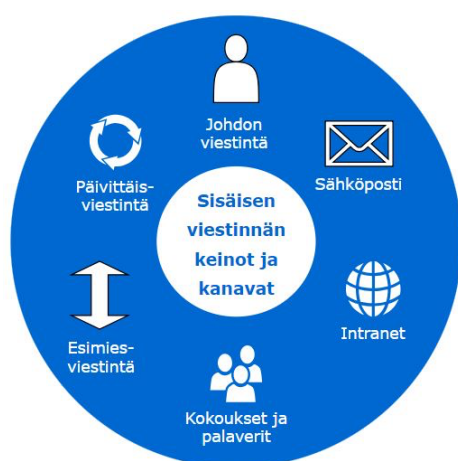 Johdon
viestintä
Sähköposti
Intranet
Kokoukset ja
palaverit
Esimies-
viestintä
Päivittäis-
viestintä
Sisäisen
viestinnän
keinot ja
kanavat